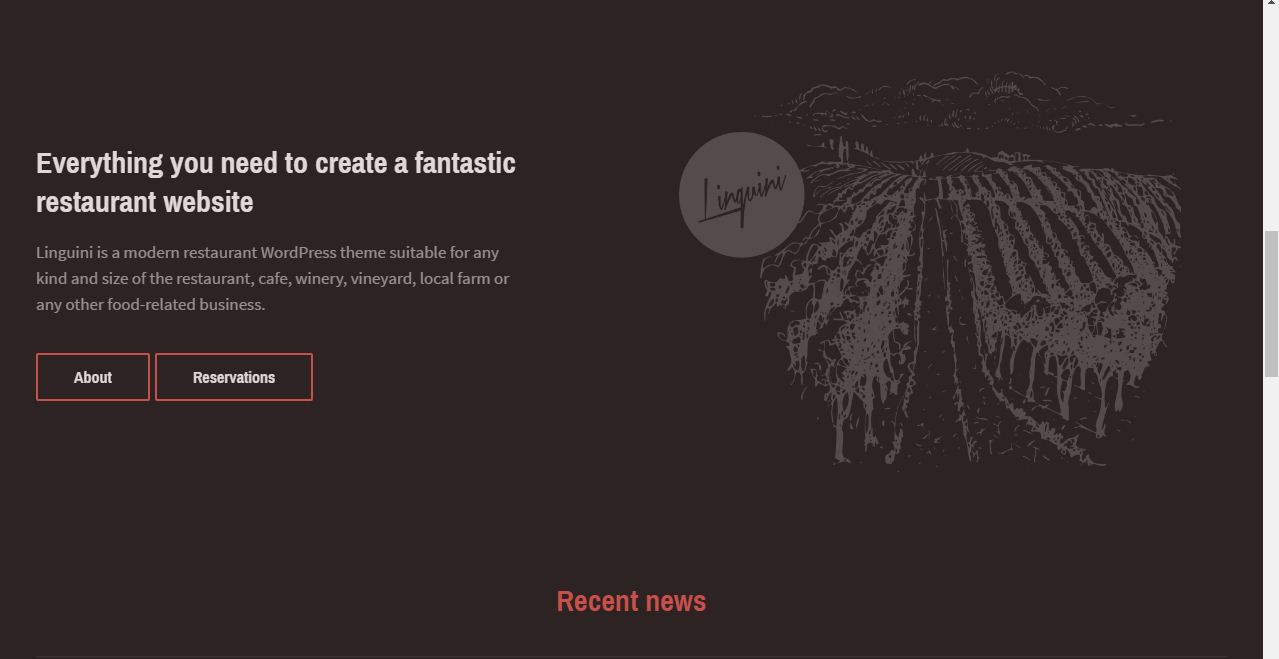 Everything you need to create a fantastic
restaurant website
Linguini is a modern restaurant WordPress theme suitable for any
kind and size of the restaurant, cafe, winery, vineyard, local farm or
any other food-related business.
About
Reservations
Linguini
Recent news